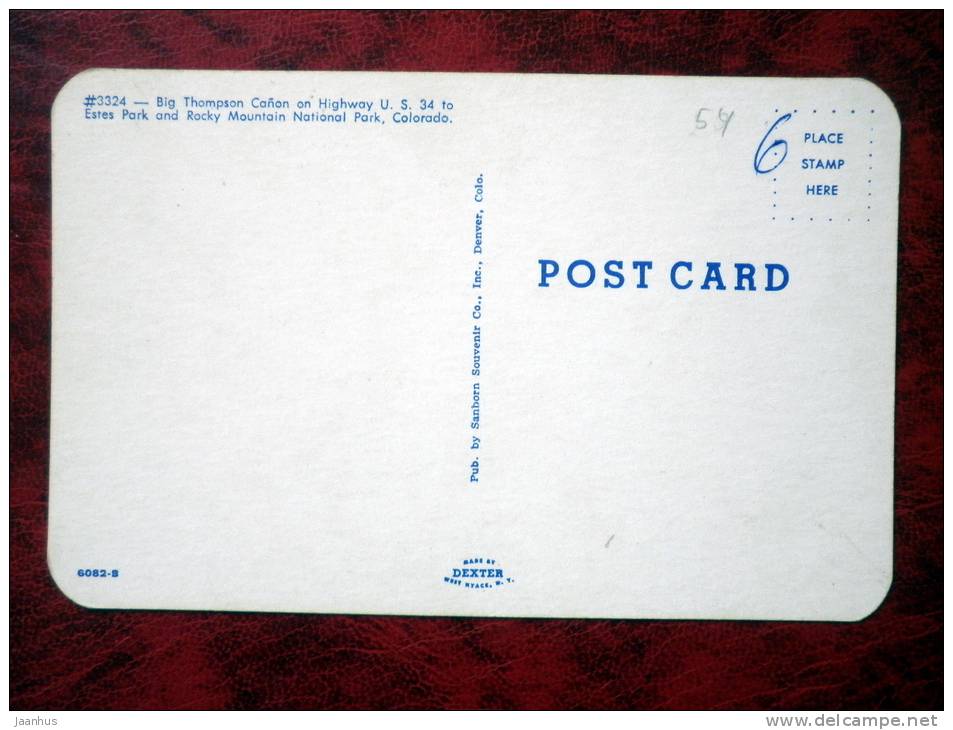 #3324 — Big Thompson Cañon on Highway U. S. 34 to
Estes Park and Rocky Mountain National Park, Colorado.
54
6
PLACE
STAMP
HERE
POST CARD
Pub. by Sanborn Souvenir Co., Inc., Denver, Colo.
6082-B
MADE BY
DEXTER
WEST NYACK, N. Y.
Jaanhus
www.delcampe.net